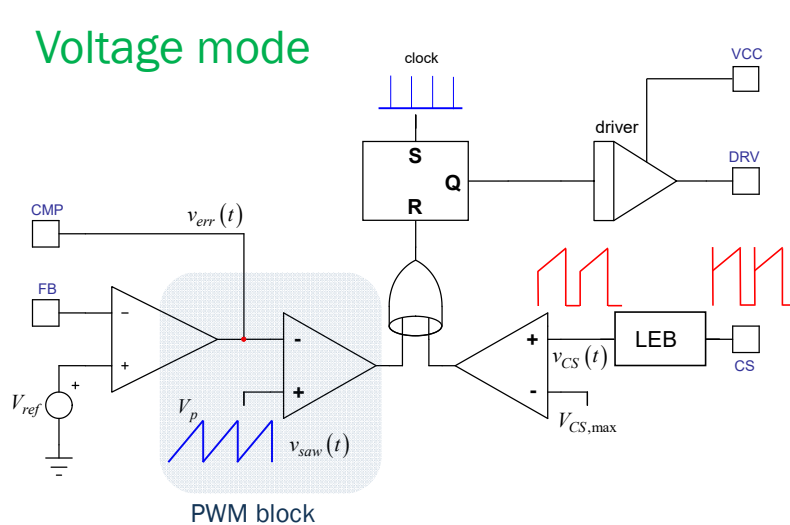 Voltage mode
clock
VCC
driver
S
Q
R
DRV
CMP
v_err(t)
FB
−
+
V_ref
+
-
+
V_p
v_saw(t)
PWM block
+
-
v_CS(t)
V_CS,max
LEB
CS